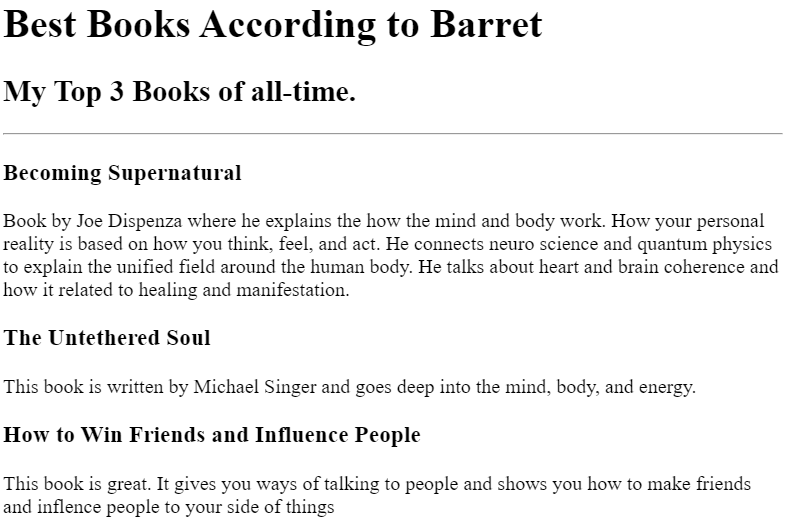 Best Books According to Barret
My Top 3 Books of all-time.
Becoming Supernatural
Book by Joe Dispenza where he explains the how the mind and body work. How your personal
reality is based on how you think, feel, and act. He connects neuro science and quantum physics
to explain the unified field around the human body. He talks about heart and brain coherence and
how it related to healing and manifestation.
The Untethered Soul
This book is written by Michael Singer and goes deep into the mind, body, and energy.
How to Win Friends and Influence People
This book is great. It gives you ways of talking to people and shows you how to make friends
and inflence people to your side of things